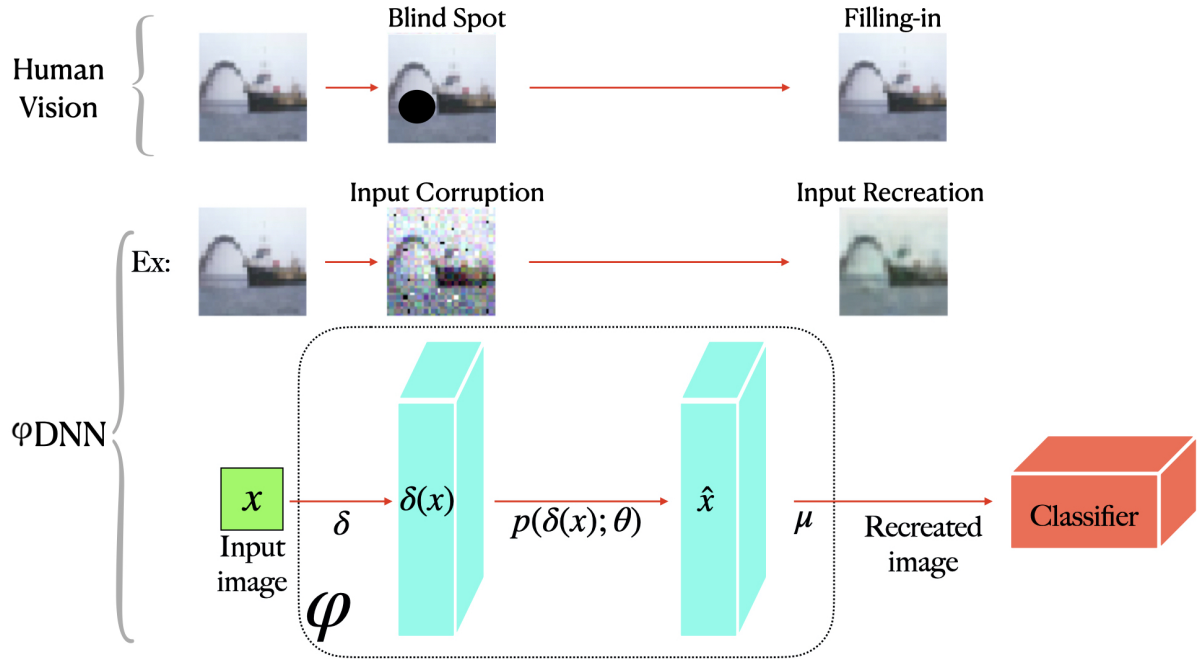 Blind Spot
Filling-in
Human
Vision
Input Corruption
Input Recreation
Ex:
φDNN
x
δ
δ(x)
p(δ(x); θ)
x̂
μ
Classifier
Input
image
Recreated
image
φ